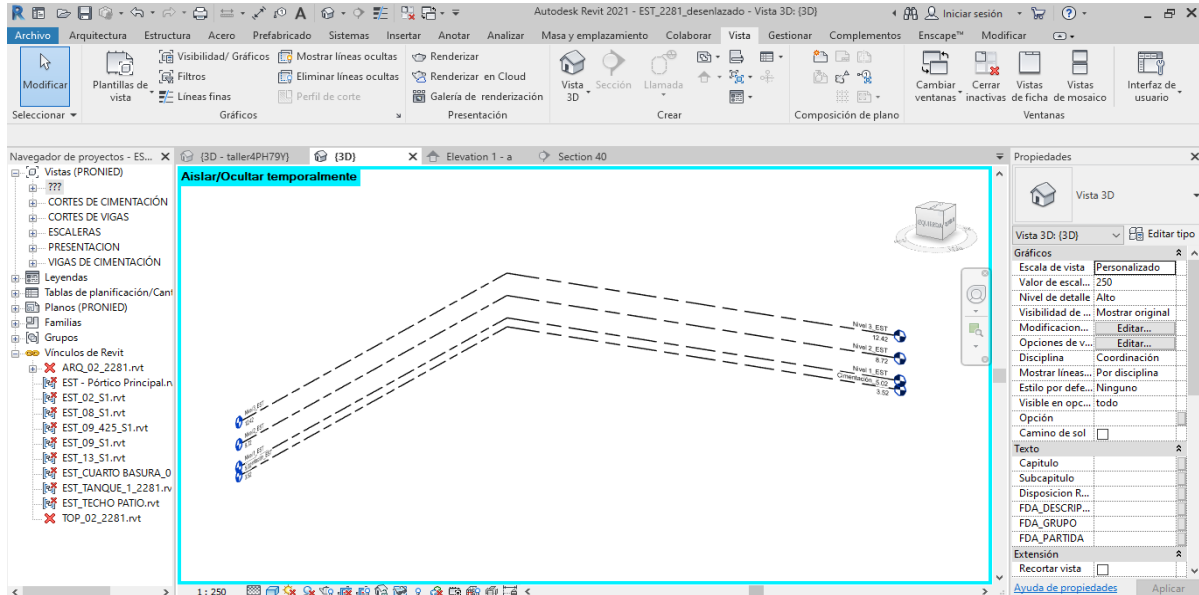 Autodesk Revit 2021 - EST_2281_desenlazado - Vista 3D: {3D}
Iniciar sesión
Archivo Arquitectura Estructura Acero Prefabricado Sistemas Insertar Anotar Analizar Masa y emplazamiento Colaborar Vista Gestionar Complementos Enscape™ Modificar
Modificar
Plantillas de vista
Visibilidad/ Gráficos
Filtros
Líneas finas
Mostrar líneas ocultas
Eliminar líneas ocultas
Perfil de corte
Renderizar
Renderizar en Cloud
Galería de renderización
Vista 3D
Sección
Llamada
Cambiar ventanas
Cerrar inactivas
Vistas de ficha
Vistas de mosaico
Interfaz de usuario
Seleccionar
Gráficos
Presentación
Crear
Composición de plano
Ventanas
Navegador de proyectos - ES...
{3D - taller4PH79Y}
{3D}
Elevation 1 - a
Section 40
Vistas (PRONIED)
???
CORTES DE CIMENTACIÓN
CORTES DE VIGAS
ESCALERAS
PRESENTACION
VIGAS DE CIMENTACIÓN
Leyendas
Tablas de planificación/Cant
Planos (PRONIED)
Familias
Grupos
Vínculos de Revit
ARQ_02_2281.rvt
EST - Pórtico Principal.n
EST_02_S1.rvt
EST_08_S1.rvt
EST_09_425_S1.rvt
EST_09_S1.rvt
EST_13_S1.rvt
EST_CUARTO BASURA_0
EST_TANQUE_1_2281.rv
EST_TECHO PATIO.rvt
TOP_02_2281.rvt
Aislar/Ocultar temporalmente
Nivel 3_EST
12.42
Nivel 2_EST
8.72
Nivel 1_EST
Cimentación_5.02
3.52
1 : 250
Propiedades
Vista 3D
Vista 3D: {3D}
Editar tipo
Gráficos
Escala de vista Personalizado
Valor de escal... 250
Nivel de detalle Alto
Visibilidad de ... Mostrar original
Modificacion... Editar...
Opciones de v... Editar...
Disciplina Coordinación
Mostrar líneas... Por disciplina
Estilo por defe... Ninguno
Visible en opc... todo
Opción
Camino de sol
Texto
Capitulo
Subcapitulo
Disposicion R...
FDA_DESCRIP...
FDA_GRUPO
FDA_PARTIDA
Extensión
Recortar vista
Ayuda de propiedades
Aplicar